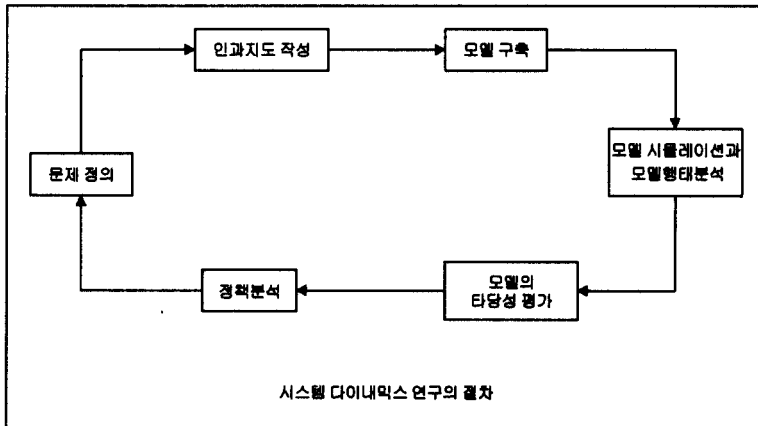 인과지도 작성
모델 구축
문제 정의
모델 시뮬레이션과
모델행태분석
정책분석
모델의
타당성 평가
시스템 다이내믹스 연구의 절차